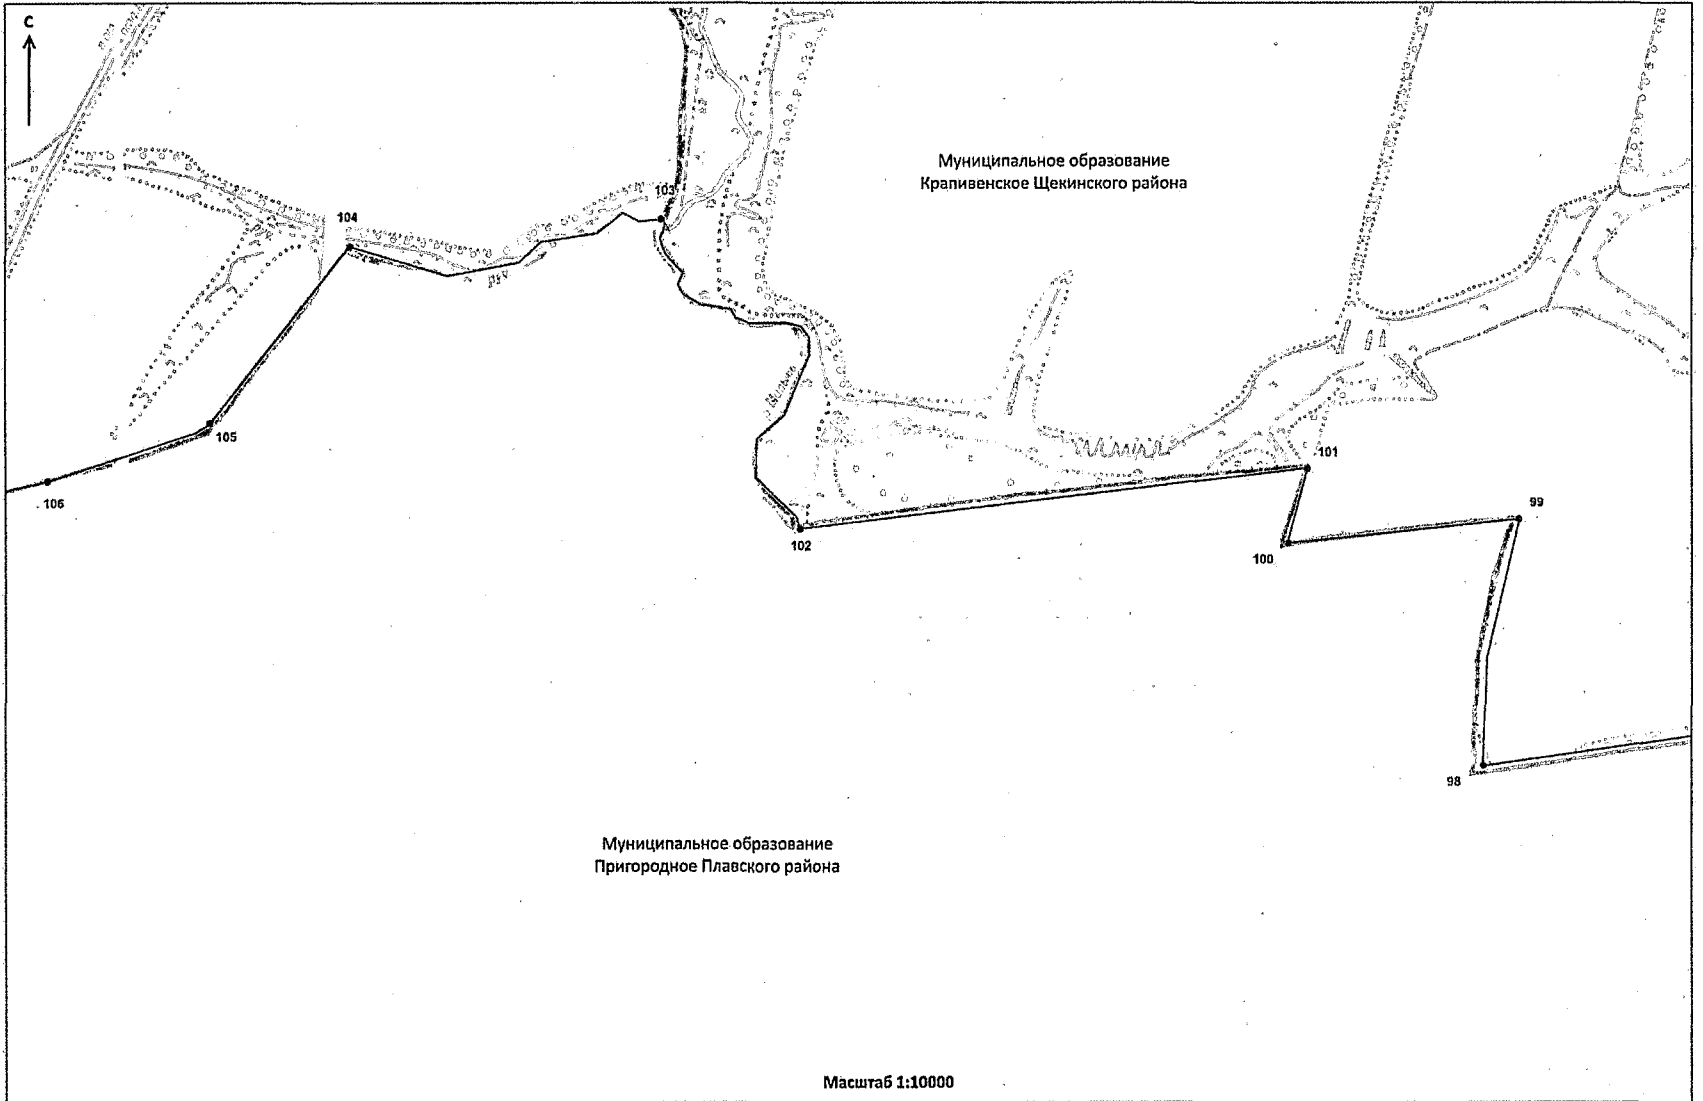 С
Муниципальное образование
Крапивенское Щекинского района
103
104
105
106
101
99
102
100
98
Муниципальное образование
Пригородное Плавского района
Масштаб 1:10000